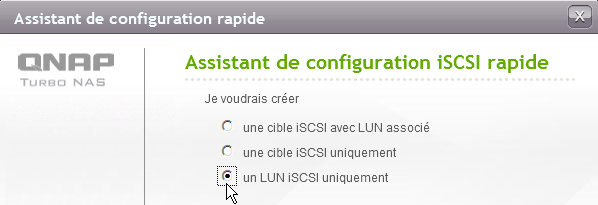 Assistant de configuration rapide
X
QNAP
TURBO NAS
Assistant de configuration iSCSI rapide
Je voudrais créer
une cible iSCSI avec LUN associé
une cible iSCSI uniquement
un LUN iSCSI uniquement